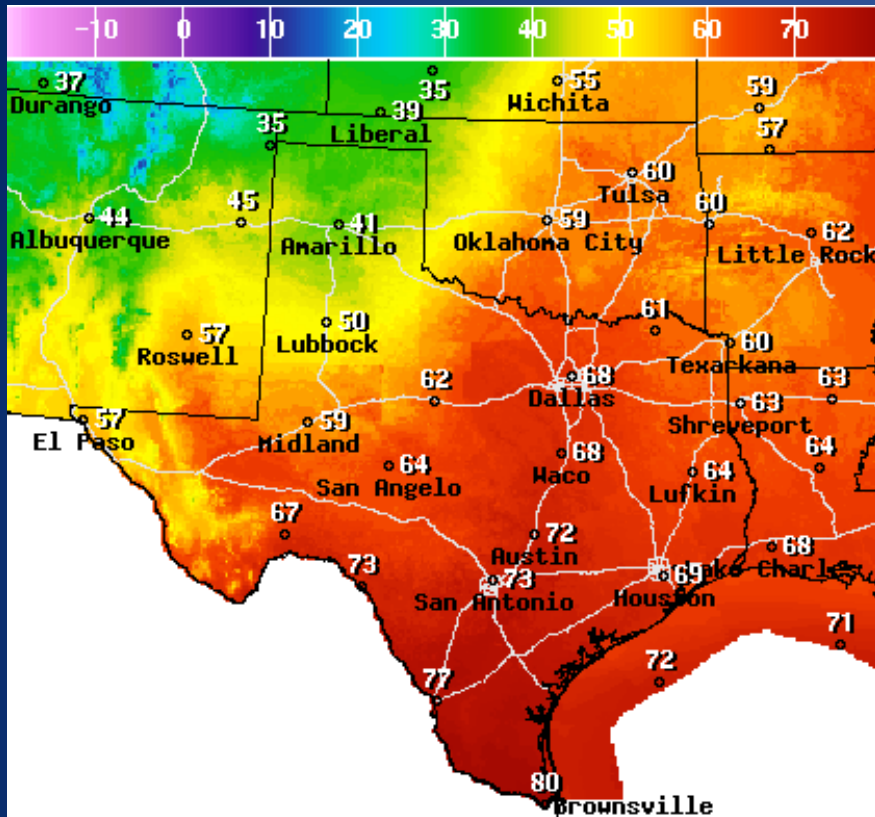 -10 0 10 20 30 40 50 60 70
37
Durango
35
55
Wichita
59
39
Liberal
57
35
60
Tulsa
44
Albuquerque
45
41
Amarillo
59
Oklahoma City
60
62
Little Rock
57
Roswell
50
Lubbock
61
60
Texarkana
68
Dallas
62
63
Shreveport
63
57
El Paso
59
Midland
64
San Angelo
68
Waco
64
Lufkin
64
67
72
Austin
68
Lake Charles
73
73
San Antonio
69
Houston
71
72
77
80
Brownsville